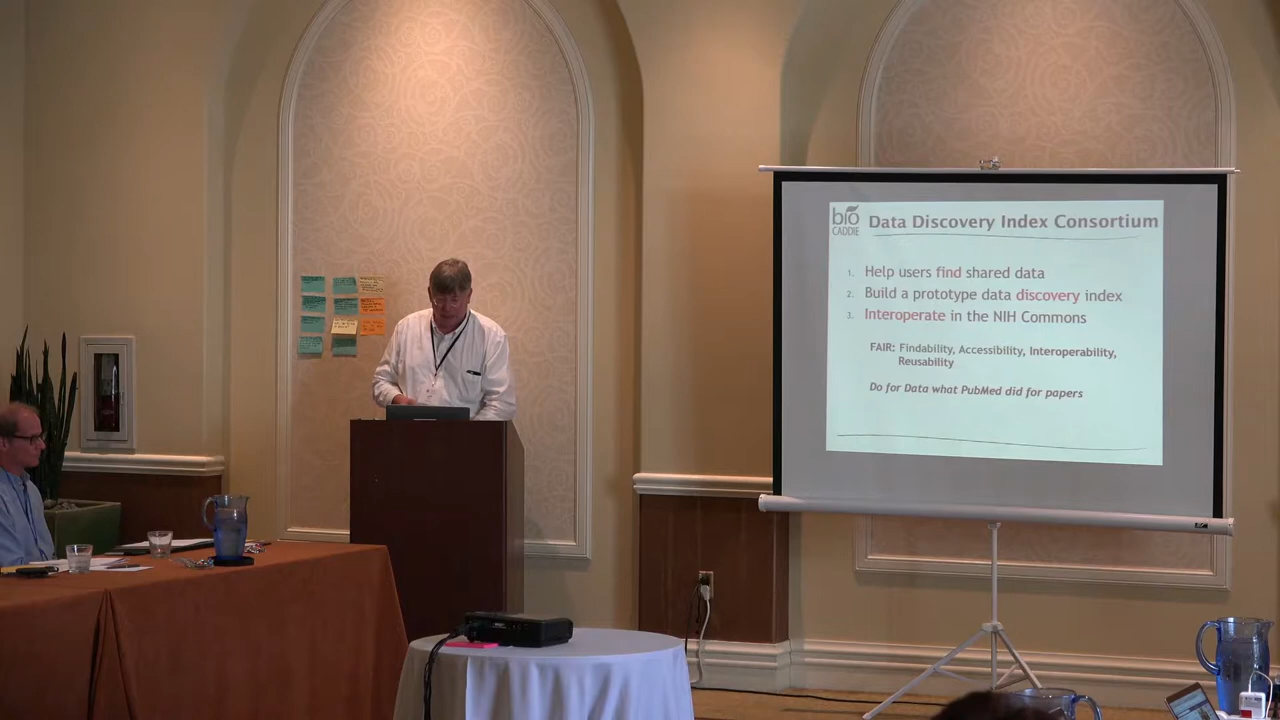 bio
CADDIE
Data Discovery Index Consortium
1. Help users find shared data
2. Build a prototype data discovery index
3. Interoperate in the NIH Commons
FAIR: Findability, Accessibility, Interoperability,
Reusability
Do for Data what PubMed did for papers